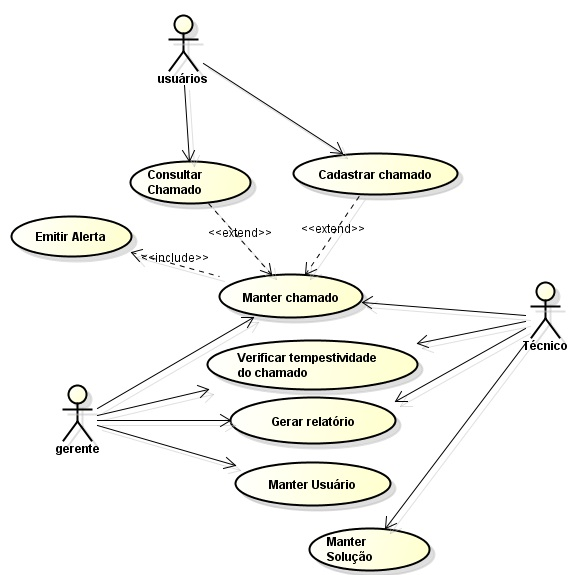 usuários
Consultar
Chamado
Cadastrar chamado
<<extend>>
<<extend>>
Emitir Alerta
<<include>>
Manter chamado
Técnico
Verificar tempestividade
do chamado
gerente
Gerar relatório
Manter Usuário
Manter
Solução